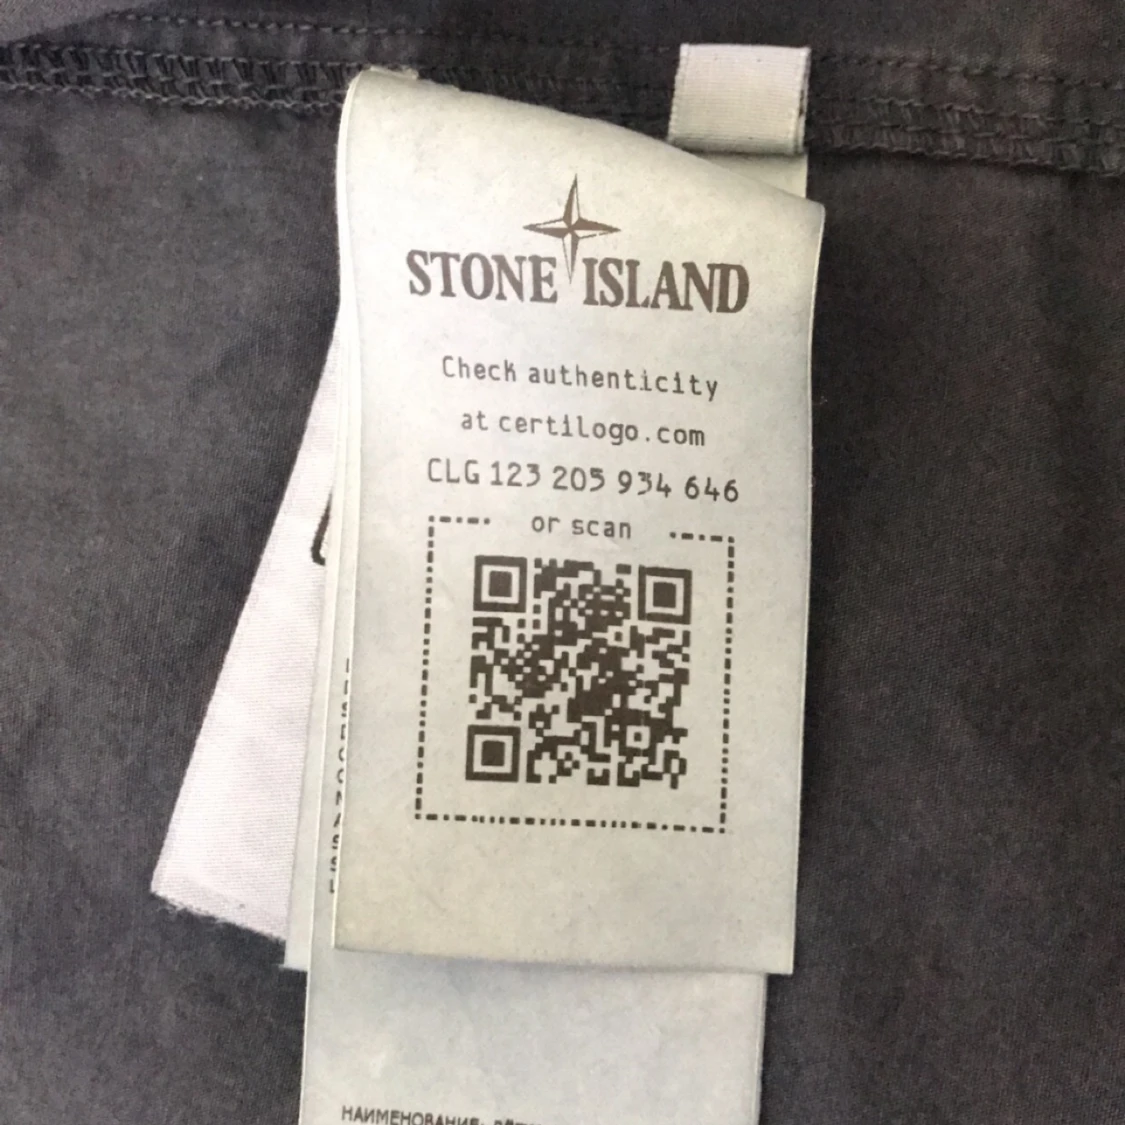 STONE ISLAND
Check authenticity
at certilogo.com
CLG 123 205 934 646
or scan
НАИМЕНОВАНИЕ: